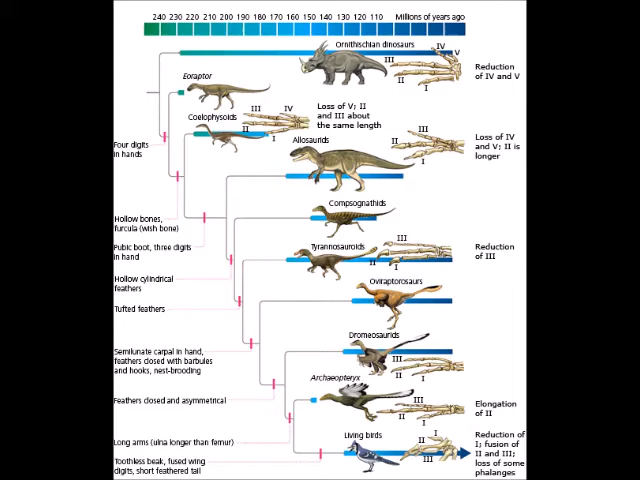 240 230 220 210 200 190 180 170 160 150 140 130 120 110 Millions of years ago
Ornithischian dinosaurs
IV
V
III
II
I
Reduction
of IV and V
Eoraptor
Coelophysoids
III
IV
II
I
Loss of V; II
and III about
the same length
Four digits
in hands
Allosaurids
III
II
I
Loss of IV
and V; II is
longer
Compsognathids
Hollow bones,
furcula (wish bone)
Pubic boot, three digits
in hand
Tyrannosauroids
III
II
I
Reduction
of III
Hollow cylindrical
feathers
Oviraptorosaurs
Tufted feathers
Dromeosaurids
III
II
I
Semilunate carpal in hand,
feathers closed with barbules
and hooks, nest-brooding
Archaeopteryx
III
II
I
Elongation
of II
Feathers closed and asymmetrical
Living birds
I
II
III
Reduction of
I; fusion of
II and III;
loss of some
phalanges
Long arms (ulna longer than femur)
Toothless beak, fused wing
digits, short feathered tail